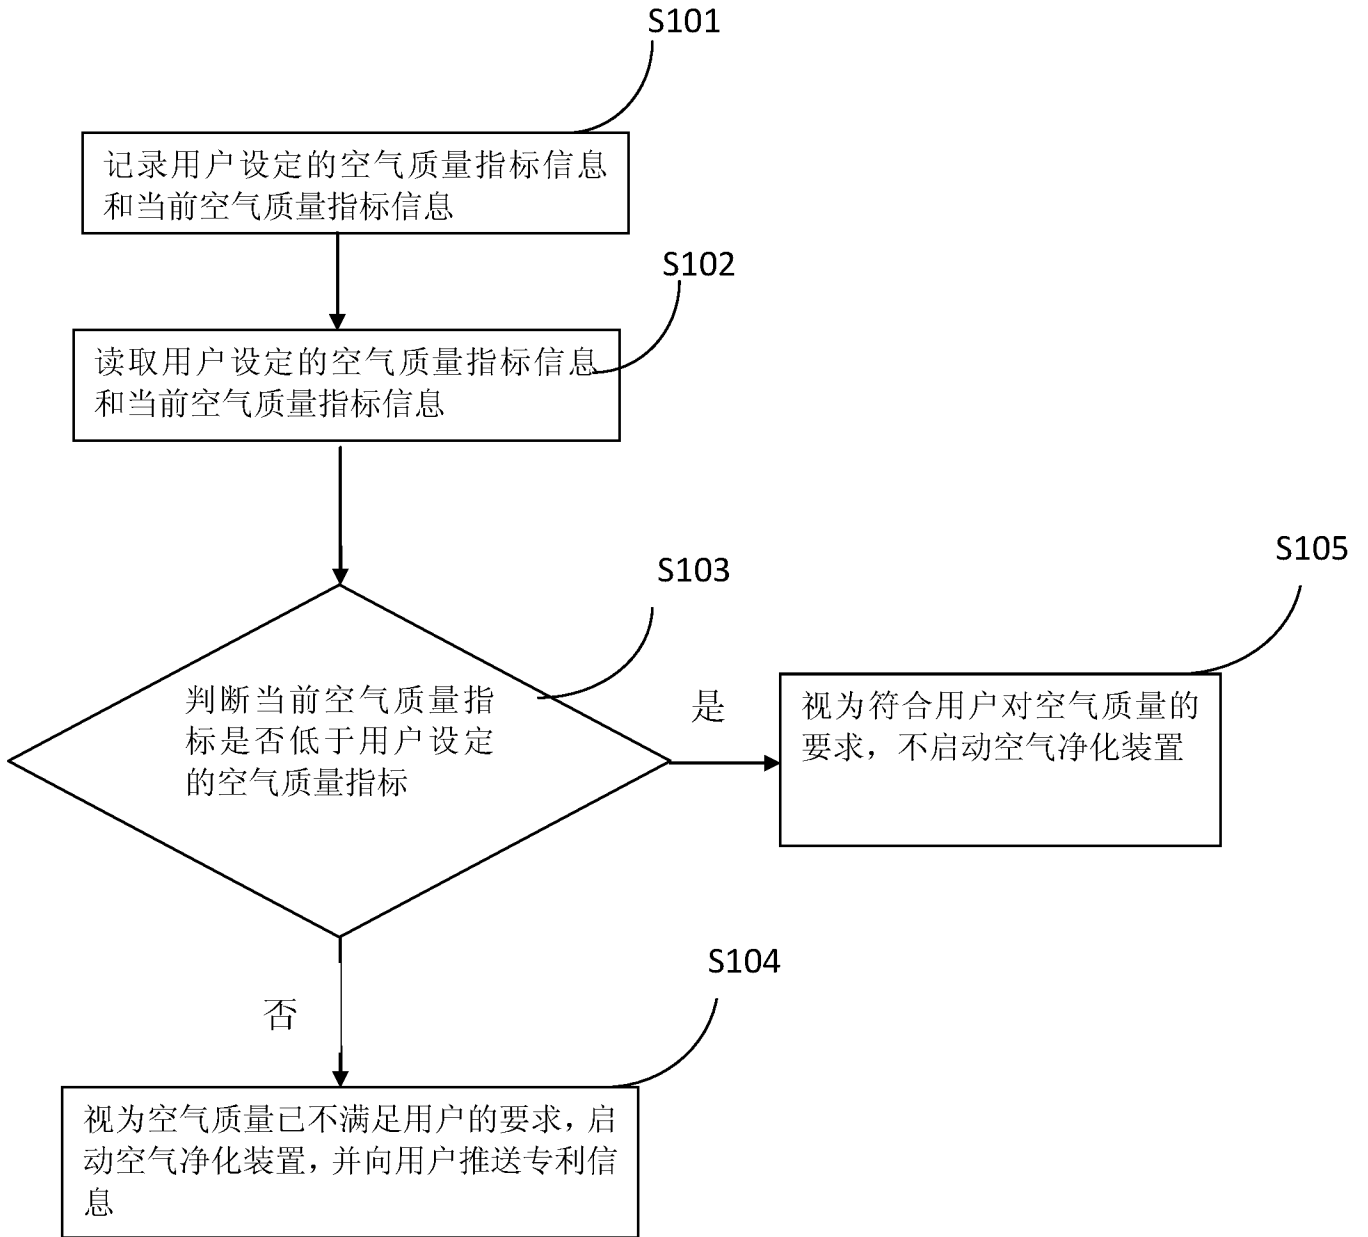 S101
记录用户设定的空气质量指标信息
和当前空气质量指标信息
S102
读取用户设定的空气质量指标信息
和当前空气质量指标信息
S103
判断当前空气质量指
标是否低于用户设定
的空气质量指标
是
S105
视为符合用户对空气质量的
要求，不启动空气净化装置
否
S104
视为空气质量已不满足用户的要求，启
动空气净化装置，并向用户推送专利信
息